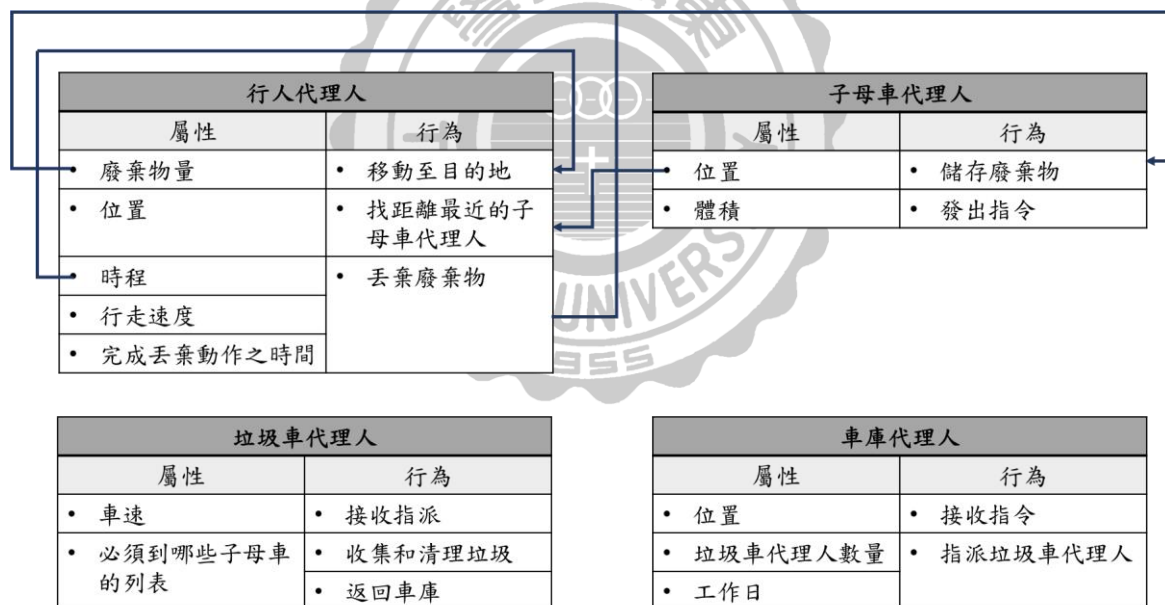 行人代理人
屬性 行為
• 廢棄物量 • 移動至目的地
• 位置 • 找距離最近的子
母車代理人
• 時程 • 丟棄廢棄物
• 行走速度
• 完成丟棄動作之時間
子母車代理人
屬性 行為
• 位置 • 儲存廢棄物
• 體積 • 發出指令
垃圾車代理人
屬性 行為
• 車速 • 接收指派
• 必須到哪些子母車 • 收集和清理垃圾
的列表 • 返回車庫
車庫代理人
屬性 行為
• 位置 • 接收指令
• 垃圾車代理人數量 • 指派垃圾車代理人
• 工作日
UNIVERS
1955